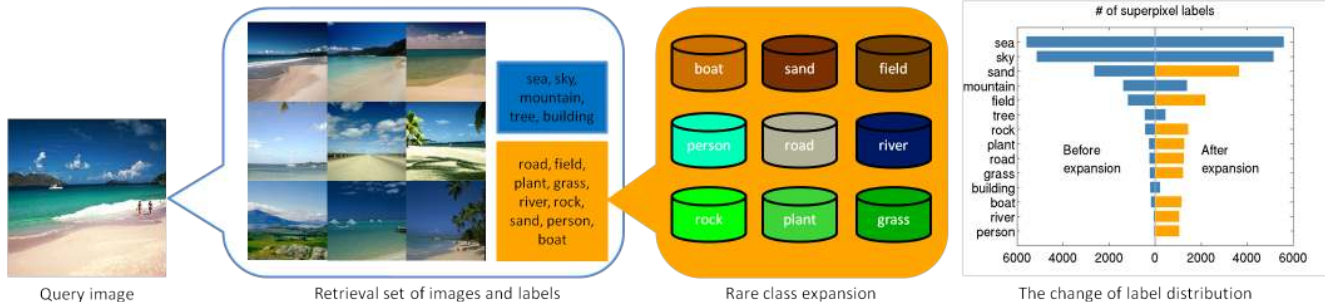 sea, sky,
mountain,
tree, building
road, field,
plant, grass,
river, rock,
sand, person,
boat
boat
sand
field
person
road
river
rock
plant
grass
# of superpixel labels
sea
sky
sand
mountain
field
tree
rock
plant
road
grass
building
boat
river
person
Before
expansion
After
expansion
6000 4000 2000 0 2000 4000 6000
Query image
Retrieval set of images and labels
Rare class expansion
The change of label distribution